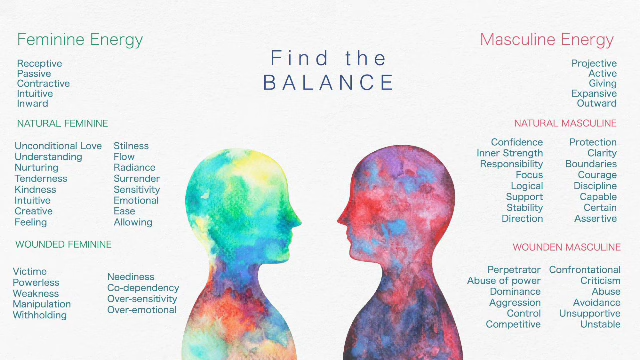 Feminine Energy
Receptive
Passive
Contractive
Intuitive
Inward
NATURAL FEMININE
Unconditional Love
Understanding
Nurturing
Tenderness
Kindness
Intuitive
Creative
Feeling
Stilness
Flow
Radiance
Surrender
Sensitivity
Emotional
Ease
Allowing
WOUNDED FEMININE
Victime
Powerless
Weakness
Manipulation
Withholding
Neediness
Co-dependency
Over-sensitivity
Over-emotional
Find the
BALANCE
Masculine Energy
Projective
Active
Giving
Expansive
Outward
NATURAL MASCULINE
Confidence
Inner Strength
Responsibility
Focus
Logical
Support
Stability
Direction
Protection
Clarity
Boundaries
Courage
Discipline
Capable
Certain
Assertive
WOUNDEN MASCULINE
Perpetrator
Abuse of power
Dominance
Aggression
Control
Competitive
Confrontational
Criticism
Abuse
Avoidance
Unsupportive
Unstable